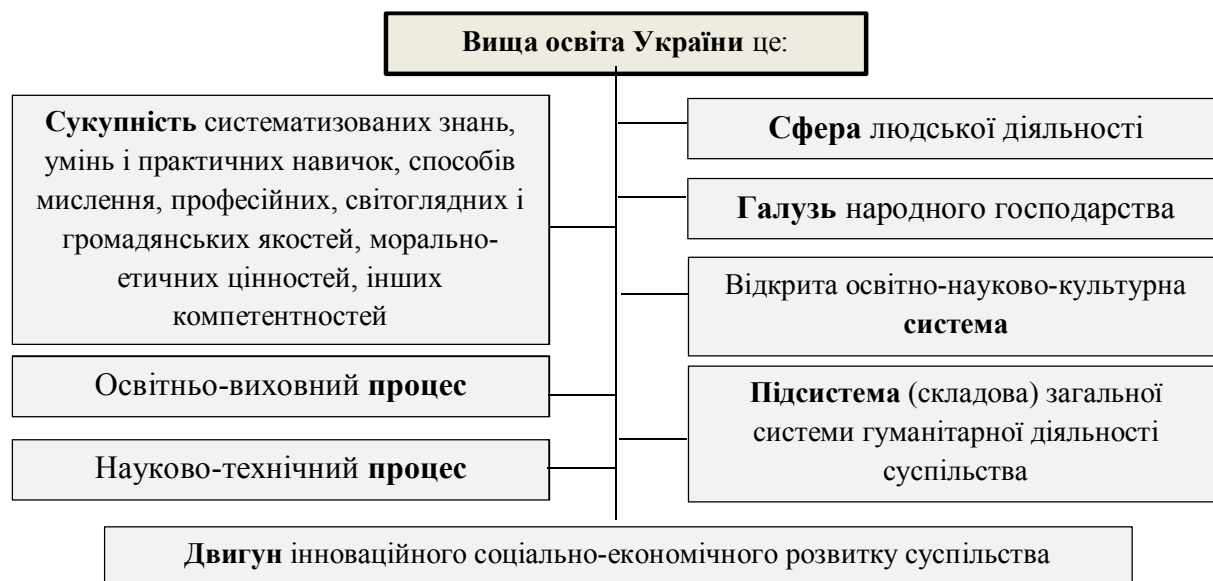 Вища освіта України це:
Сукупність систематизованих знань,
умінь і практичних навичок, способів
мислення, професійних, світоглядних і
громадянських якостей, морально-
етичних цінностей, інших
компетентностей
Освітньо-виховний процес
Науково-технічний процес
Сфера людської діяльності
Галузь народного господарства
Відкрита освітно-науково-культурна
система
Підсистема (складова) загальної
системи гуманітарної діяльності
суспільства
Двигун інноваційного соціально-економічного розвитку суспільства